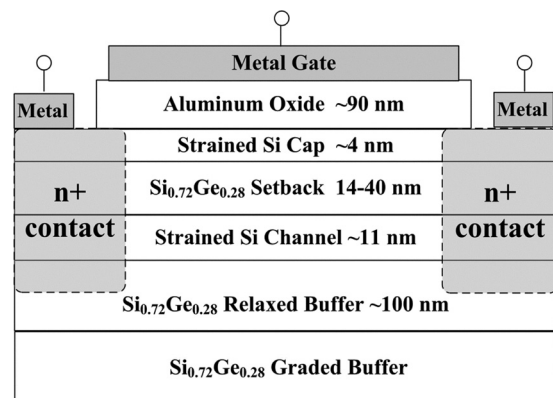 Metal Gate
Metal
Aluminum Oxide ~90 nm
Metal
Strained Si Cap ~4 nm
n+
contact
Si0.72Ge0.28 Setback 14-40 nm
n+
contact
Strained Si Channel ~11 nm
Si0.72Ge0.28 Relaxed Buffer ~100 nm
Si0.72Ge0.28 Graded Buffer